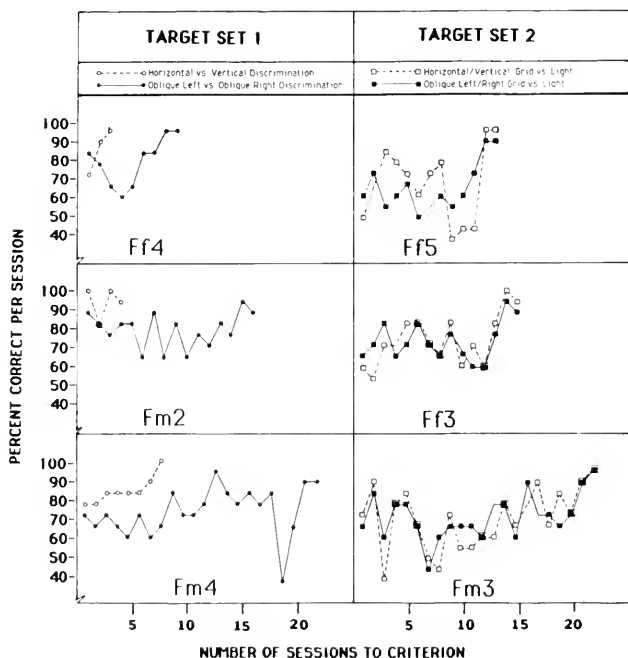 TARGET SET 1
TARGET SET 2
Horizontal vs. Vertical Discrimination
Oblique Left vs Oblique Right Discrimination
Horizontal/Vertical Grid vs. Light
Oblique Left/Right Grid vs. Light
PERCENT CORRECT PER SESSION
100
90
80
70
60
50
40
Ff4
Ff5
100
90
80
70
60
50
40
Fm2
Ff3
100
90
80
70
60
50
40
Fm4
Fm3
5 10 15 20 5 10 15 20
NUMBER OF SESSIONS TO CRITERION